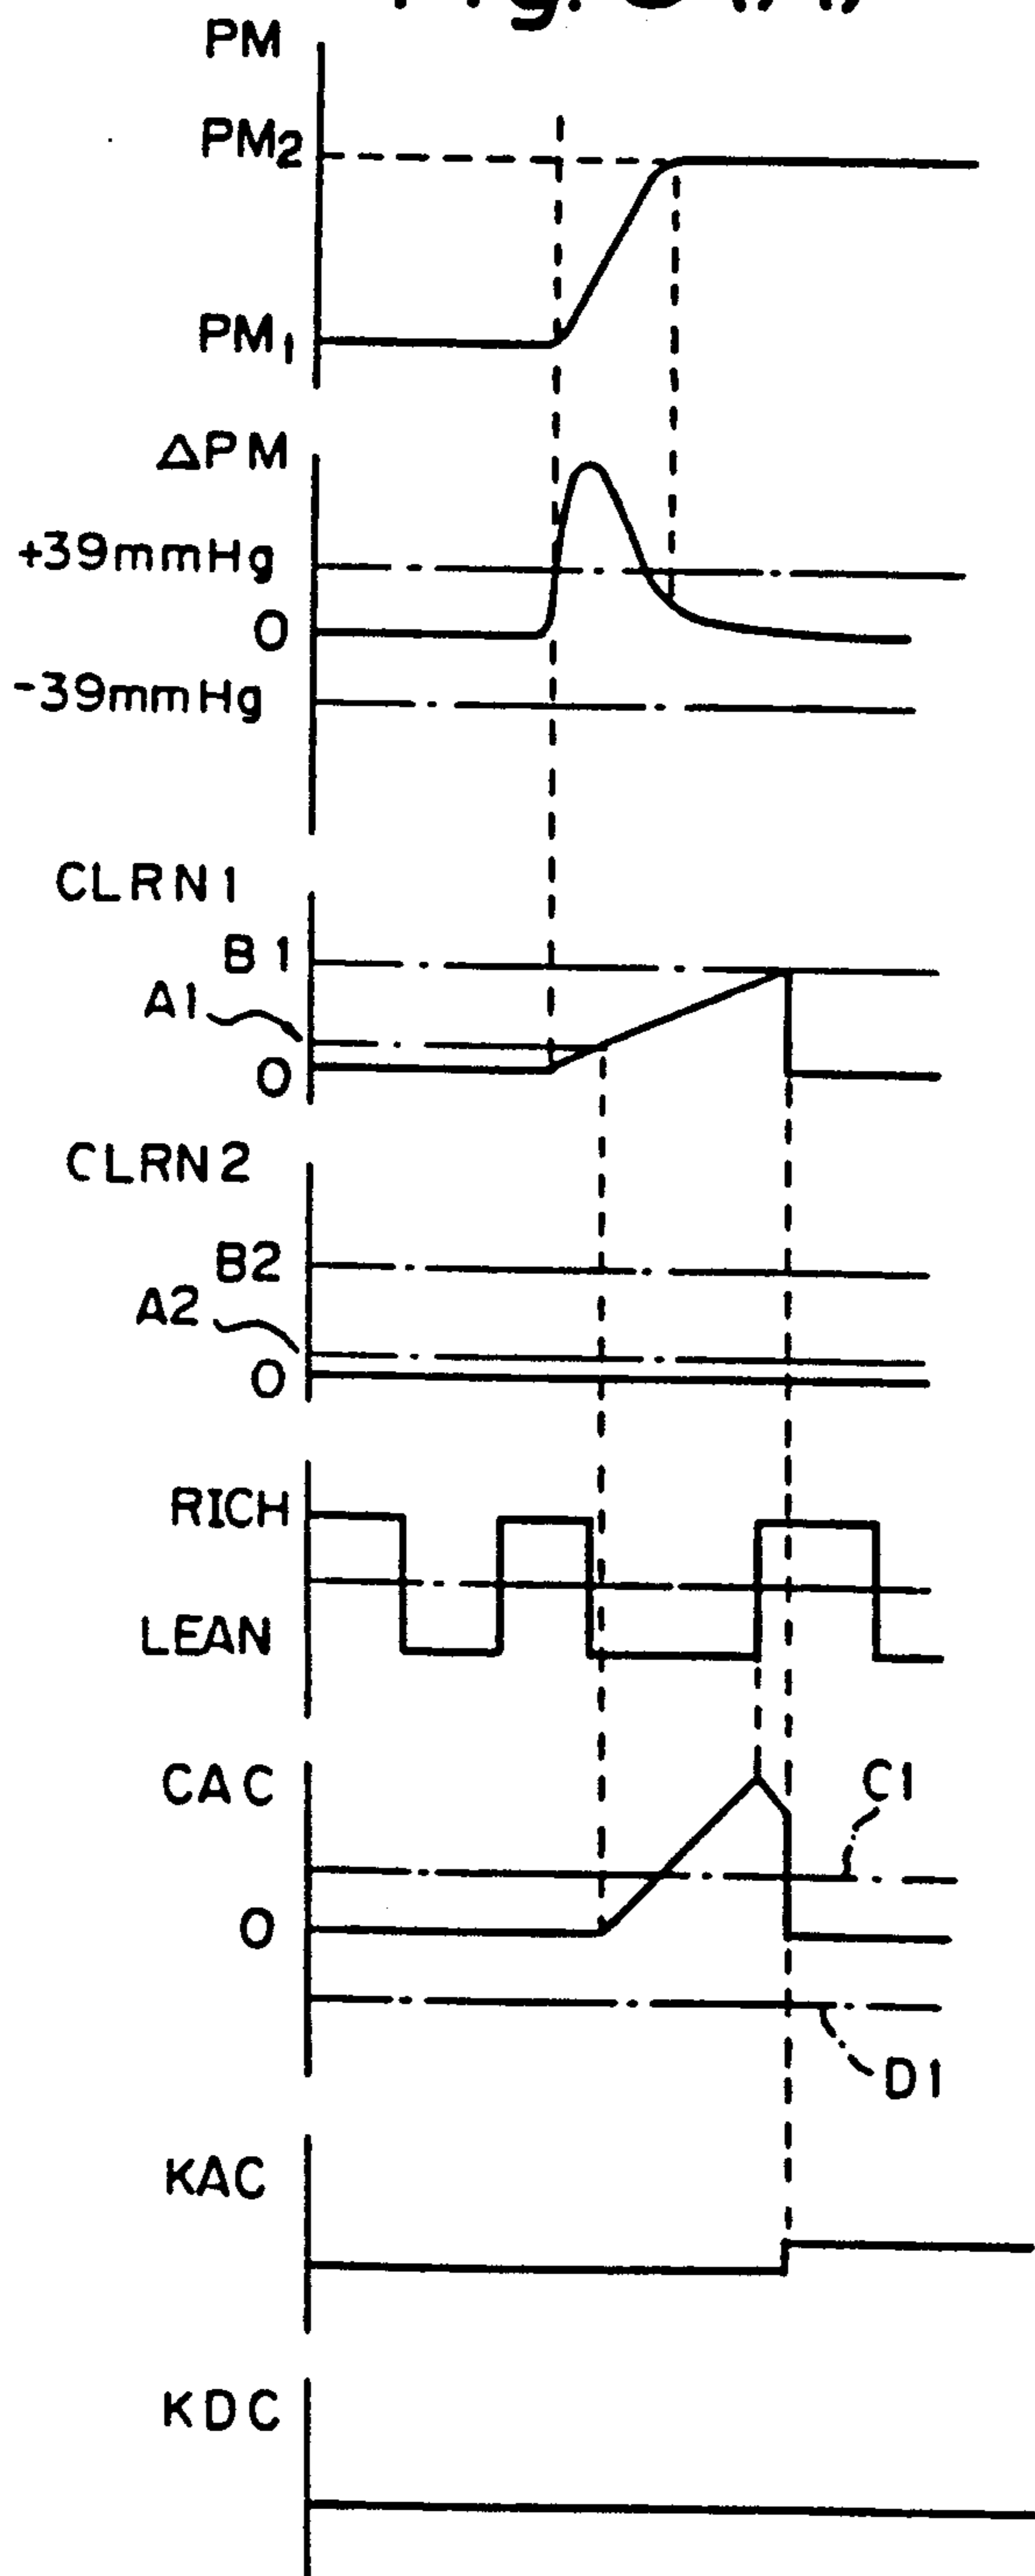 PM
PM2
PM1
ΔPM
+39mmHg
0
-39mmHg
CLRN1
B1
A1
0
CLRN2
B2
A2
0
RICH
LEAN
CAC
C1
0
D1
KAC
KDC